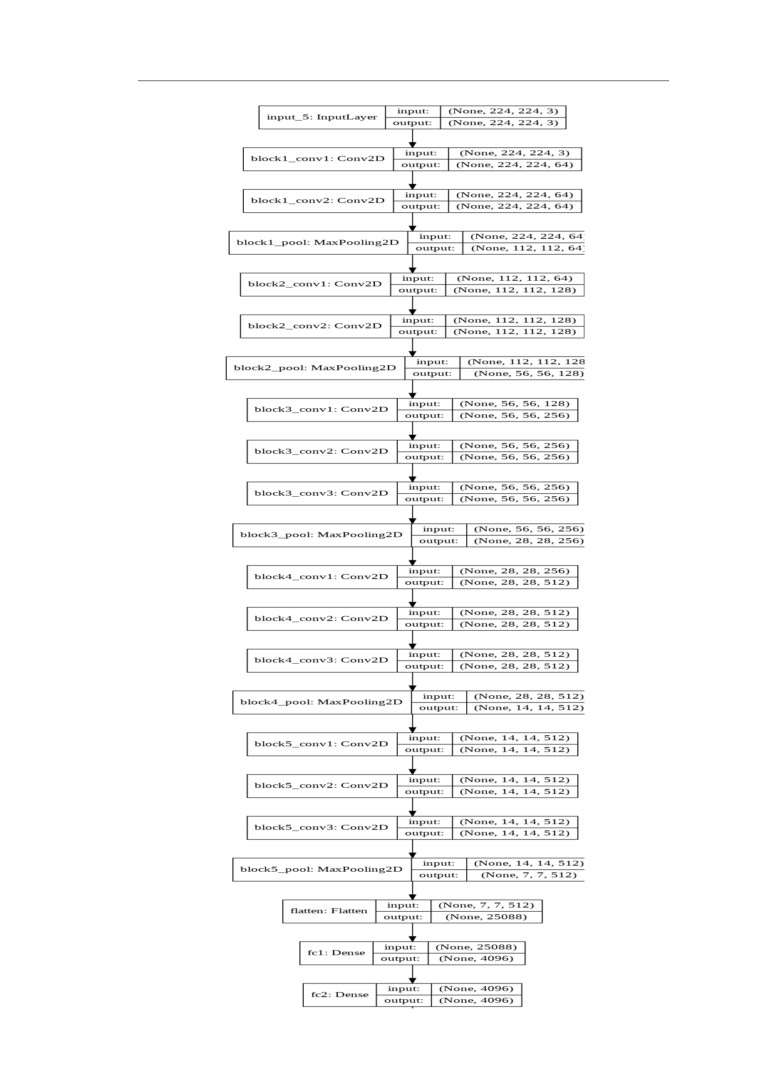 input_5: InputLayer
input: (None, 224, 224, 3)
output: (None, 224, 224, 3)
block1_conv1: Conv2D
input: (None, 224, 224, 3)
output: (None, 224, 224, 64)
block1_conv2: Conv2D
input: (None, 224, 224, 64)
output: (None, 224, 224, 64)
block1_pool: MaxPooling2D
input: (None, 224, 224, 64
output: (None, 112, 112, 64)
block2_conv1: Conv2D
input: (None, 112, 112, 64)
output: (None, 112, 112, 128)
block2_conv2: Conv2D
input: (None, 112, 112, 128)
output: (None, 112, 112, 128)
block2_pool: MaxPooling2D
input: (None, 112, 112, 128
output: (None, 56, 56, 128)
block3_conv1: Conv2D
input: (None, 56, 56, 128)
output: (None, 56, 56, 256)
block3_conv2: Conv2D
input: (None, 56, 56, 256)
output: (None, 56, 56, 256)
block3_conv3: Conv2D
input: (None, 56, 56, 256)
output: (None, 56, 56, 256)
block3_pool: MaxPooling2D
input: (None, 56, 56, 256)
output: (None, 28, 28, 256)
block4_conv1: Conv2D
input: (None, 28, 28, 256)
output: (None, 28, 28, 512)
block4_conv2: Conv2D
input: (None, 28, 28, 512)
output: (None, 28, 28, 512)
block4_conv3: Conv2D
input: (None, 28, 28, 512)
output: (None, 28, 28, 512)
block4_pool: MaxPooling2D
input: (None, 28, 28, 512)
output: (None, 14, 14, 512)
block5_conv1: Conv2D
input: (None, 14, 14, 512)
output: (None, 14, 14, 512)
block5_conv2: Conv2D
input: (None, 14, 14, 512)
output: (None, 14, 14, 512)
block5_conv3: Conv2D
input: (None, 14, 14, 512)
output: (None, 14, 14, 512)
block5_pool: MaxPooling2D
input: (None, 14, 14, 512)
output: (None, 7, 7, 512)
flatten: Flatten
input: (None, 7, 7, 512)
output: (None, 25088)
fc1: Dense
input: (None, 25088)
output: (None, 4096)
fc2: Dense
input: (None, 4096)
output: (None, 4096)